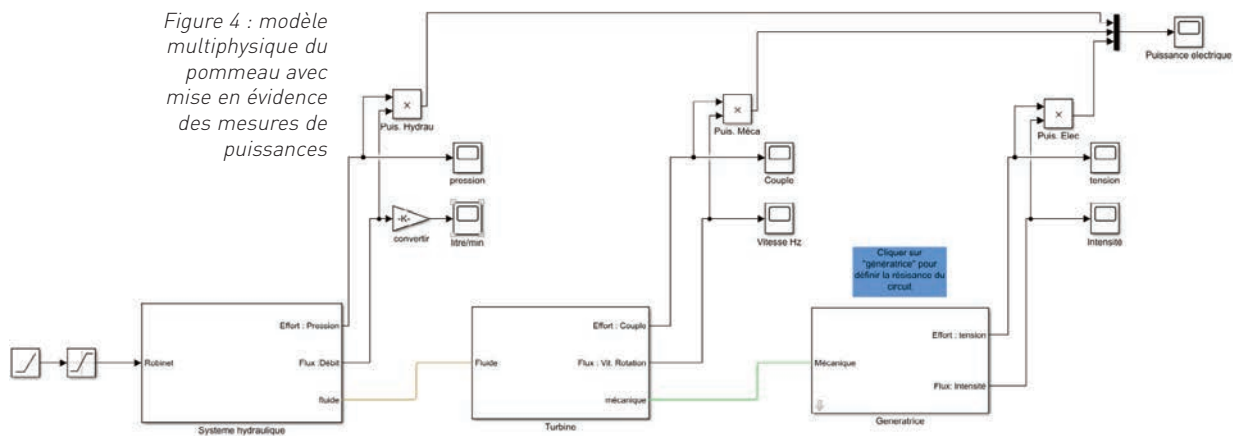 Figure 4 : modèle
multiphysique du
pommeau avec
mise en évidence
des mesures de
puissances
Puissance electrique
×
Puis. Hydrau
×
Puis. Méca
×
Puis. Elec
pression
Couple
tension
-K-
convertir
litre/min
Vitesse Hz
Intensité
Cliquer sur
"génératrice" pour
définir la résisance du
circuit
Robinet
Effort : Pression
Flux :Débit
fluide
Systeme hydraulique
Fluide
Effort : Couple
Flux : Vit. Rotation
mécanique
Turbine
Mécanique
Effort : tension
Flux: Intensité
Generatrice